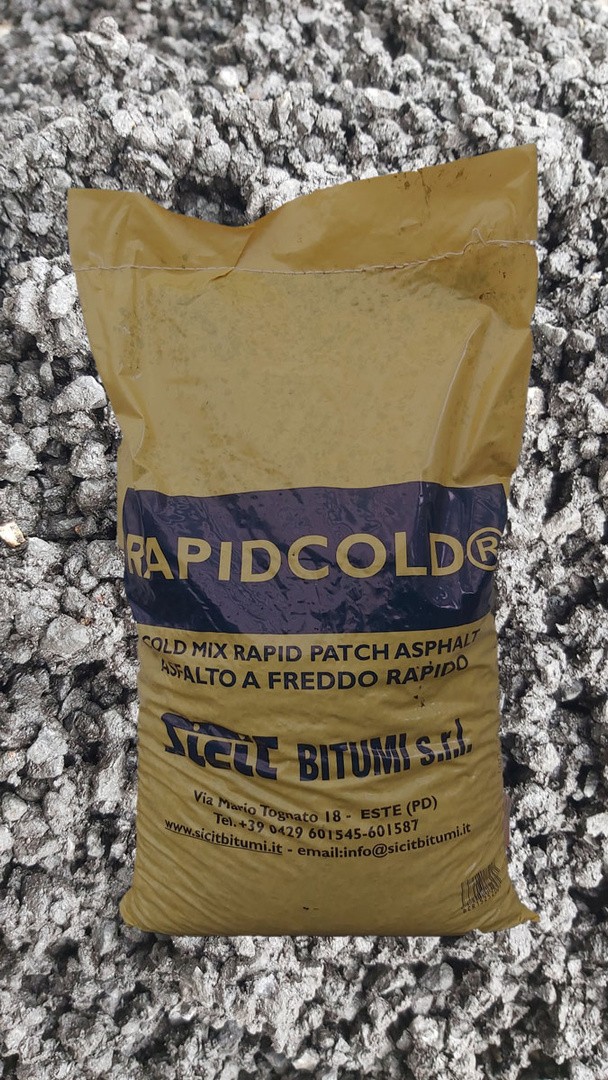 RAPIDCOLD®
COLD MIX RAPID PATCH ASPHALT
ASFALTO A FREDDO RAPIDO
Sicit BITUMI s.r.l.
Via Mario Tognato 18 - ESTE (PD)
Tel. +39 0429 601545-601587
www.sicitbitumi.it - email:info@sicitbitumi.it